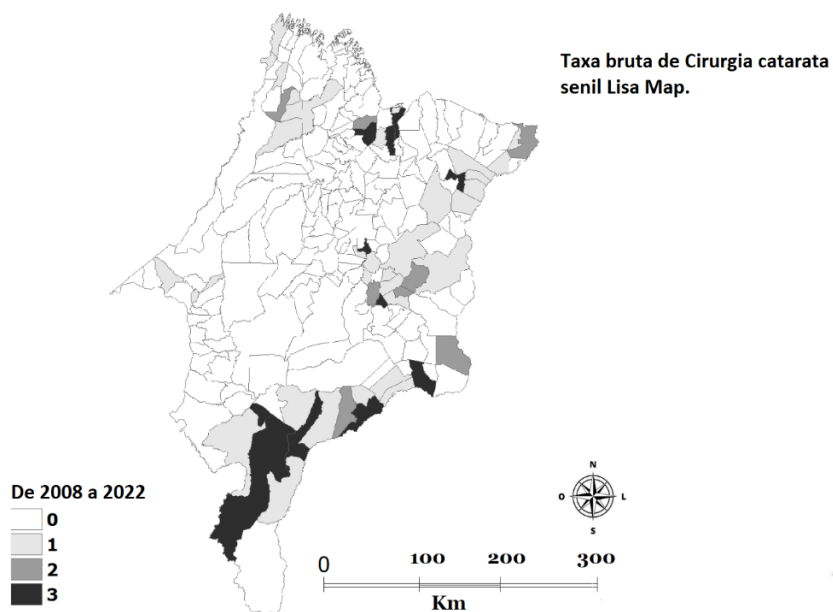 Taxa bruta de Cirurgia catarata
senil Lisa Map.
De 2008 a 2022
0
1
2
3
N
O L
S
0 100 200 300
Km